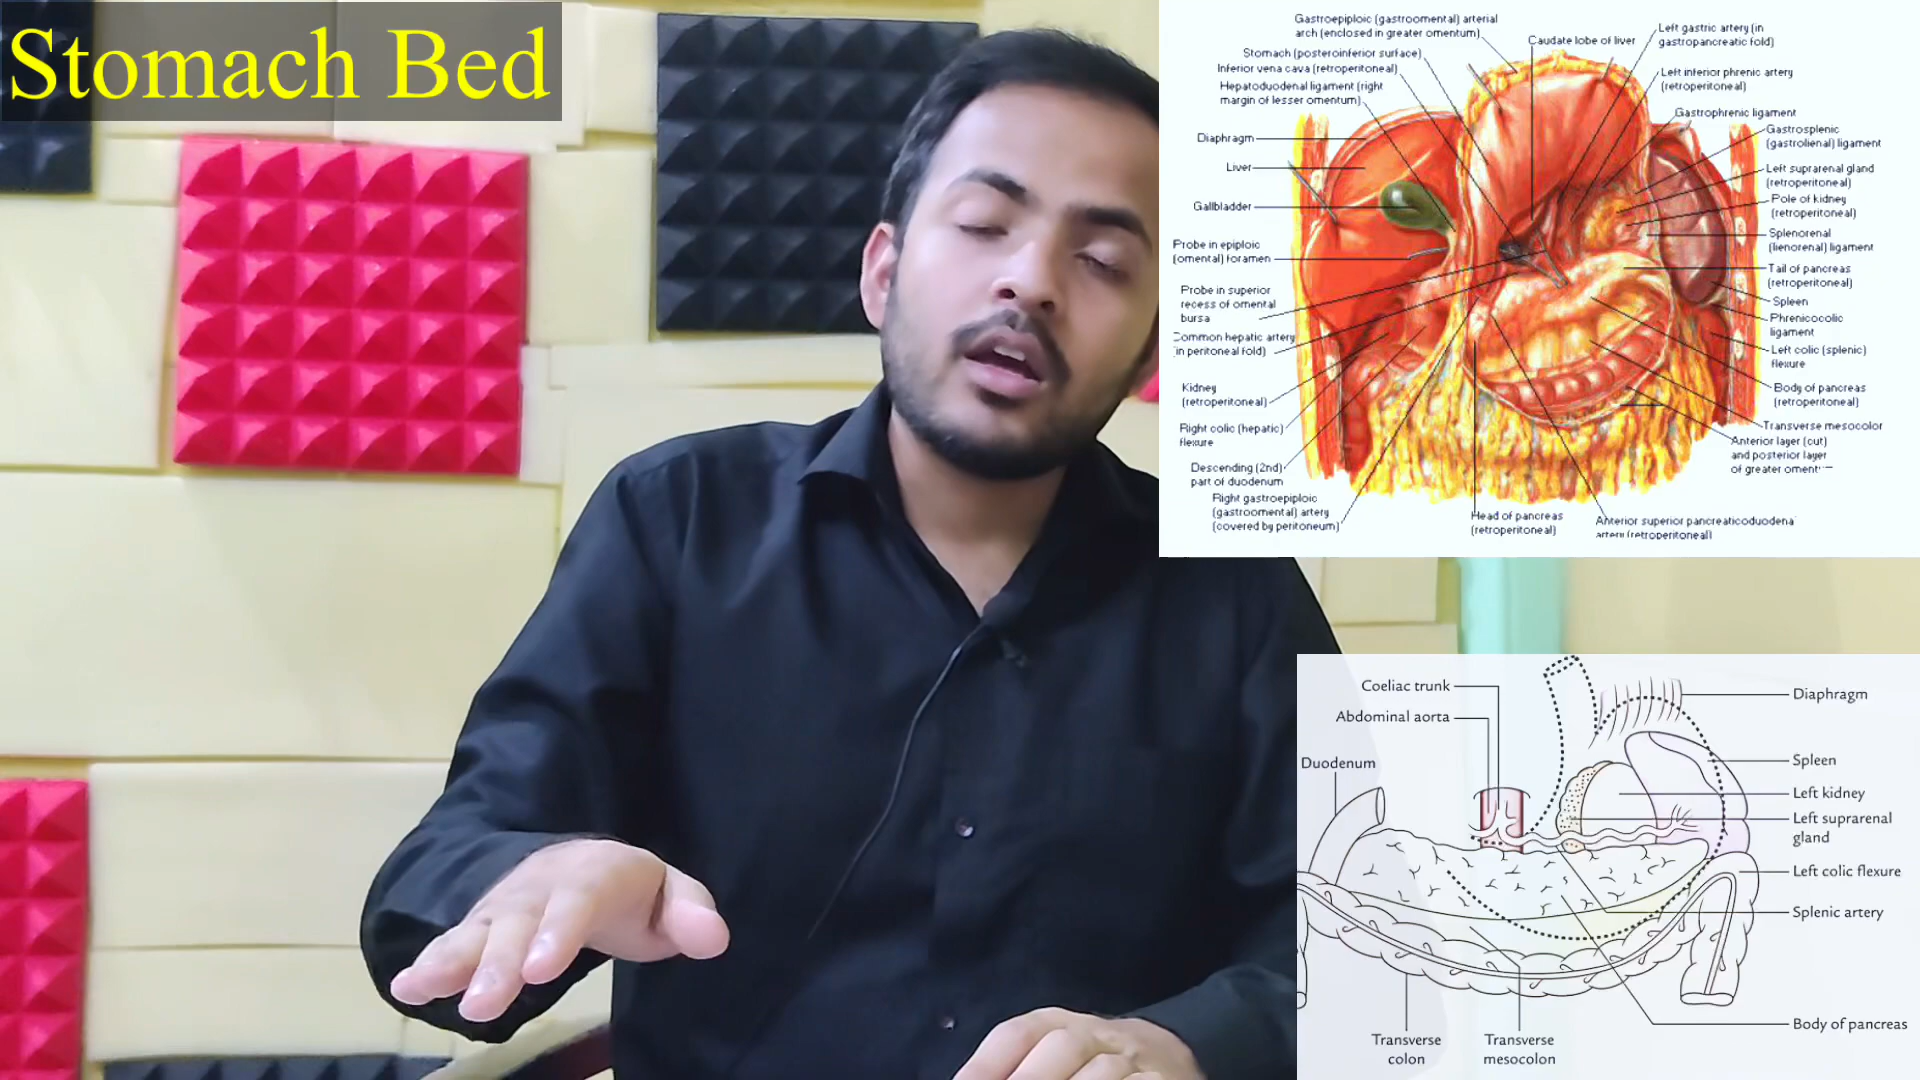 Stomach Bed
Gastroepiploic (gastroomental) arterial
arch (enclosed in greater omentum)
Stomach (posteroinferior surface)
Inferior vena cava (retroperitoneal)
Hepatoduodenal ligament (right
margin of lesser omentum)
Diaphragm
Liver
Gallbladder
Probe in epiploic
(omental) foramen
Probe in superior
recess of omental
bursa
Common hepatic artery
(in peritoneal fold)
Kidney
(retroperitoneal)
Right colic (hepatic)
flexure
Descending (2nd)
part of duodenum
Right gastroepiploic
(gastroomental) artery
(covered by peritoneum)
Caudate lobe of liver
Left gastric artery (in
gastropancreatic fold)
Left inferior phrenic artery
(retroperitoneal)
Gastrophrenic ligament
Gastrosplenic
(gastrolienal) ligament
Left suprarenal gland
(retroperitoneal)
Pole of kidney
(retroperitoneal)
Splenorenal
(lienorenal) ligament
Tail of pancreas
(retroperitoneal)
Spleen
Phrenicocolic
ligament
Left colic (splenic)
flexure
Body of pancreas
(retroperitoneal)
Transverse mesocolor
Anterior layer (cut)
and posterior layer
of greater oment
Head of pancreas
(retroperitoneal)
Anterior superior pancreaticoduodena
artery (retroperitoneal)
Coeliac trunk
Abdominal aorta
Duodenum
Diaphragm
Spleen
Left kidney
Left suprarenal
gland
Left colic flexure
Splenic artery
Body of pancreas
Transverse
colon
Transverse
mesocolon